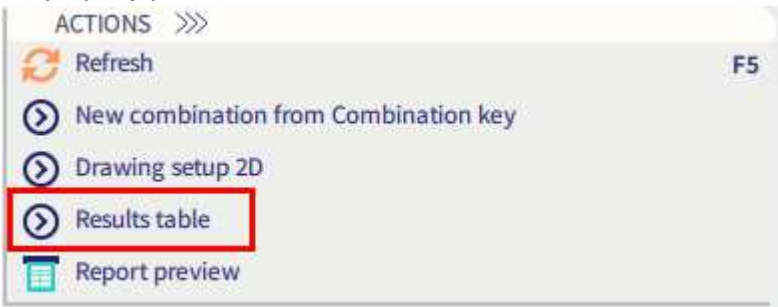 ACTIONS >>>
Refresh F5
New combination from Combination key
Drawing setup 2D
Results table
Report preview